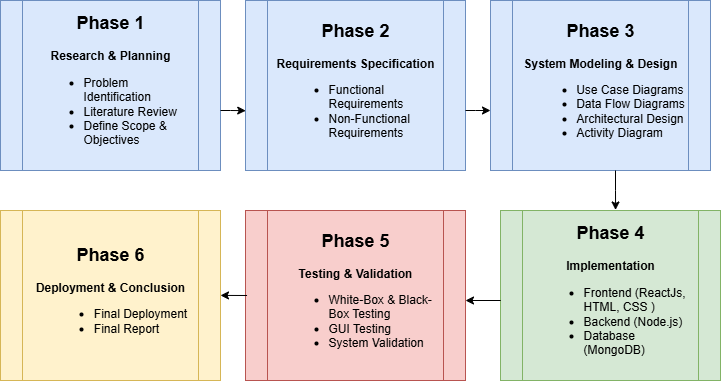 Phase 1
Research & Planning
• Problem
Identification
• Literature Review
• Define Scope &
Objectives
Phase 2
Requirements Specification
• Functional
Requirements
• Non-Functional
Requirements
Phase 3
System Modeling & Design
• Use Case Diagrams
• Data Flow Diagrams
• Architectural Design
• Activity Diagram
Phase 4
Implementation
• Frontend (ReactJs,
HTML, CSS )
• Backend (Node.js)
• Database
(MongoDB)
Phase 5
Testing & Validation
• White-Box & Black-
Box Testing
• GUI Testing
• System Validation
Phase 6
Deployment & Conclusion
• Final Deployment
• Final Report